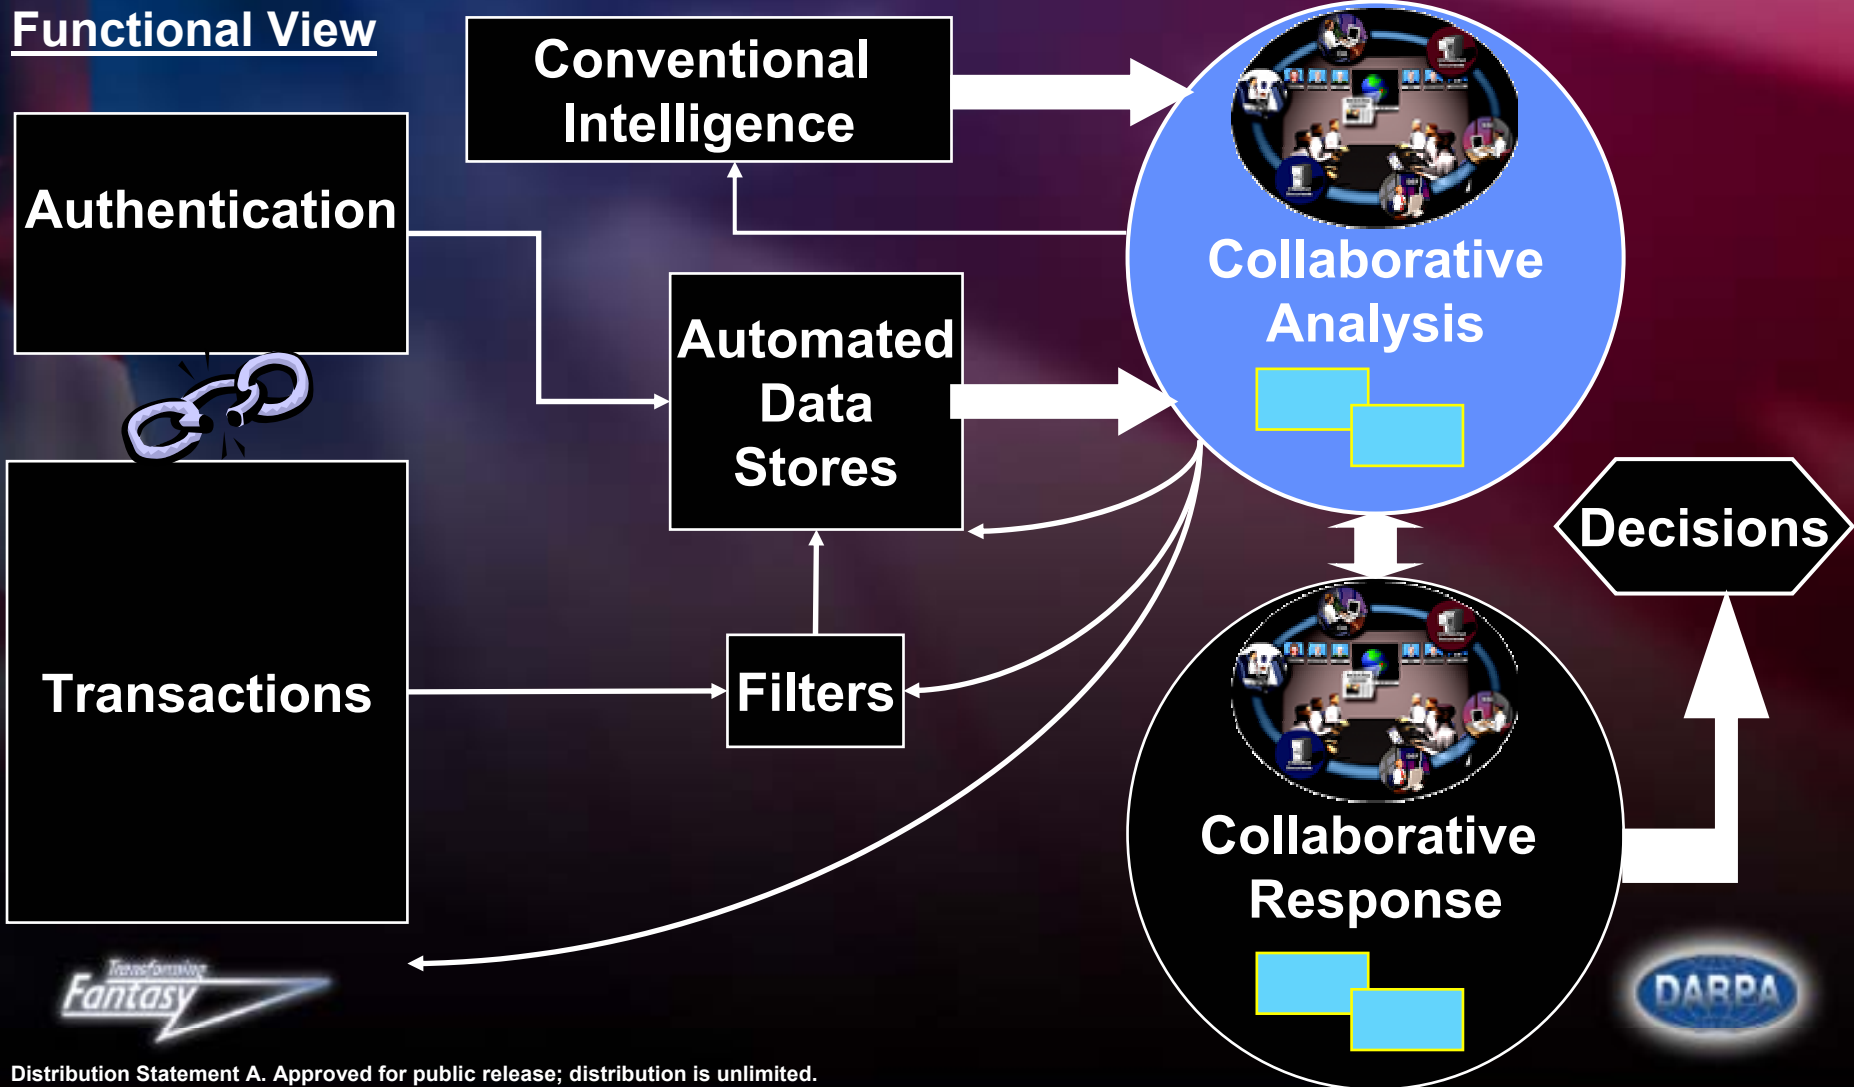 Functional View
Conventional
Intelligence
Authentication
Collaborative
Analysis
Automated
Data
Stores
Decisions
Transactions
Filters
Collaborative
Response
Transforming
Fantasy
DARPA
Distribution Statement A. Approved for public release; distribution is unlimited.